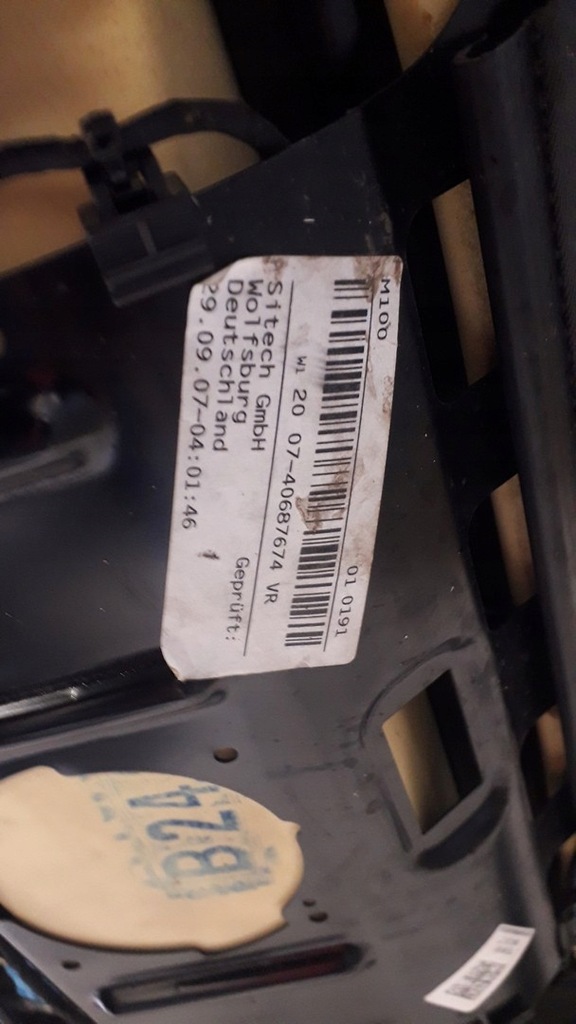 M100
01 0191
W1 20 07-40687674 VR
Sitech GmbH
Wolfsburg
Deutschland
29.09.07-04:01:46
Geprüft:
B24